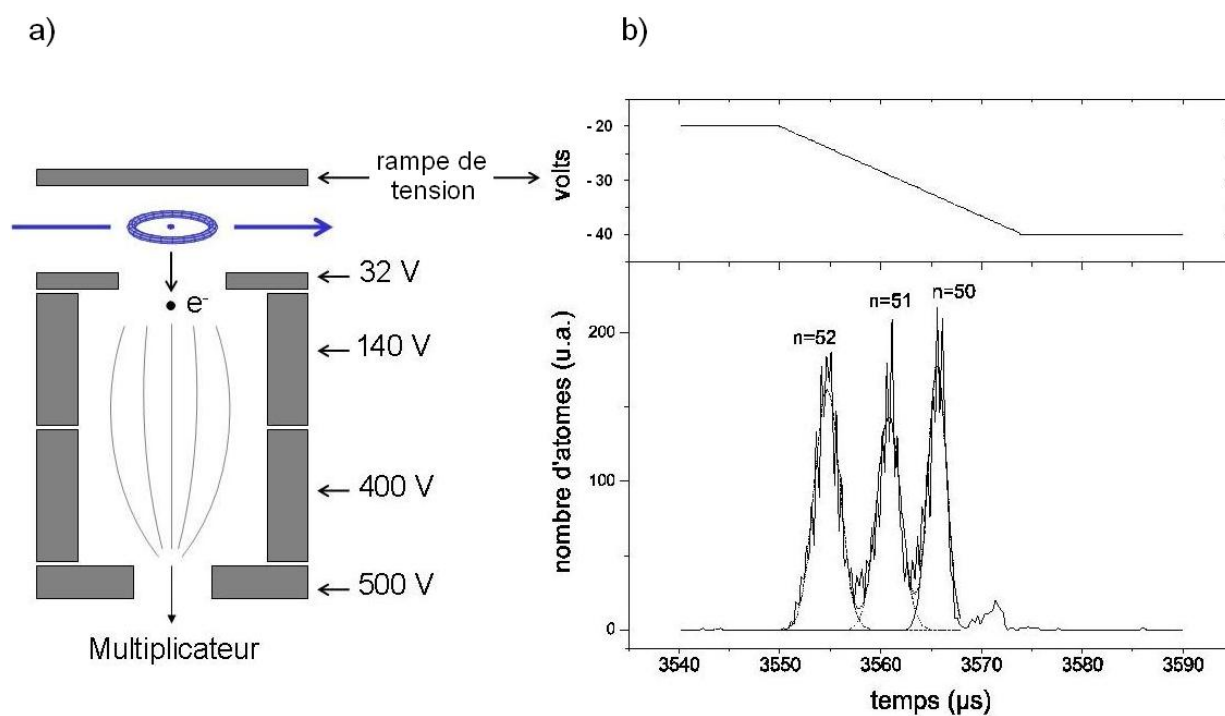 a)
rampe de
tension
32 V
e-
140 V
400 V
500 V
Multiplicateur
b)
volts
- 20
- 30
- 40
nombre d'atomes (u.a.)
200
100
0
n=52
n=51
n=50
3540 3550 3560 3570 3580 3590
temps (µs)